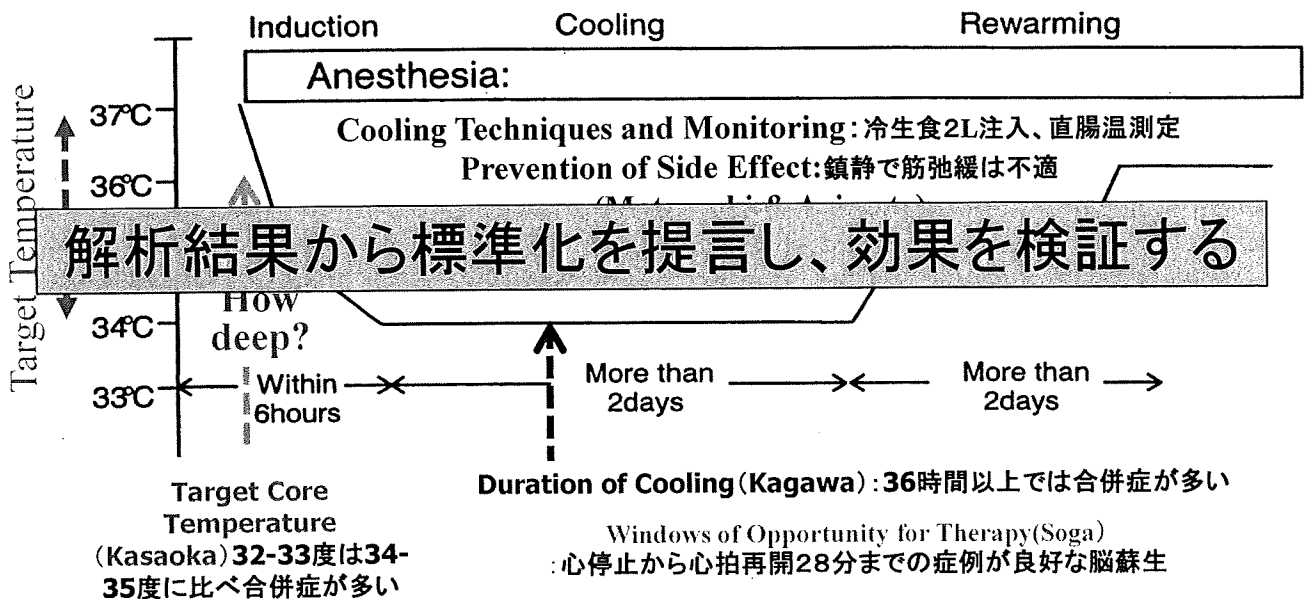 Induction Cooling Rewarming
Anesthesia:
Target Temperature
37°C
Cooling Techniques and Monitoring:冷生食2L注入、直腸温測定
36°C
Prevention of Side Effect:鎮静で筋弛緩は不適
解析結果から標準化を提言し、効果を検証する
How
deep?
34°C
33°C
Within
6hours
More than
2days
More than
2days
Target Core
Temperature
(Kasaoka)32-33度は34-
35度に比べ合併症が多い
Duration of Cooling(Kagawa):36時間以上では合併症が多い
Windows of Opportunity for Therapy(Soga)
:心停止から心拍再開28分までの症例が良好な脳蘇生